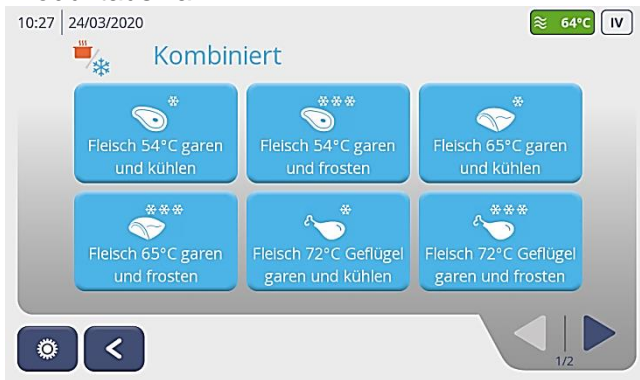 10:27 24/03/2020
64°C IV
Kombiniert
Fleisch 54°C garen
und kühlen
Fleisch 54°C garen
und frosten
Fleisch 65°C garen
und kühlen
Fleisch 65°C garen
und frosten
Fleisch 72°C Geflügel
garen und kühlen
Fleisch 72°C Geflügel
garen und frosten
1/2